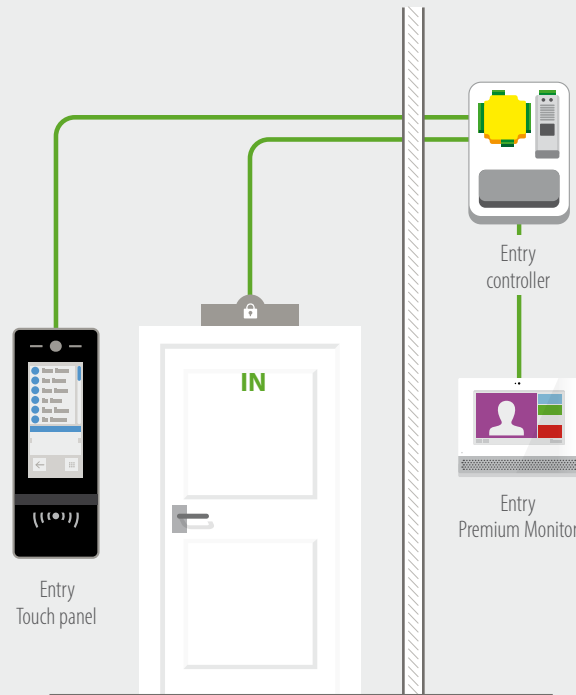 Entry
controller
IN
Entry
Premium Monitor
Entry
Touch panel